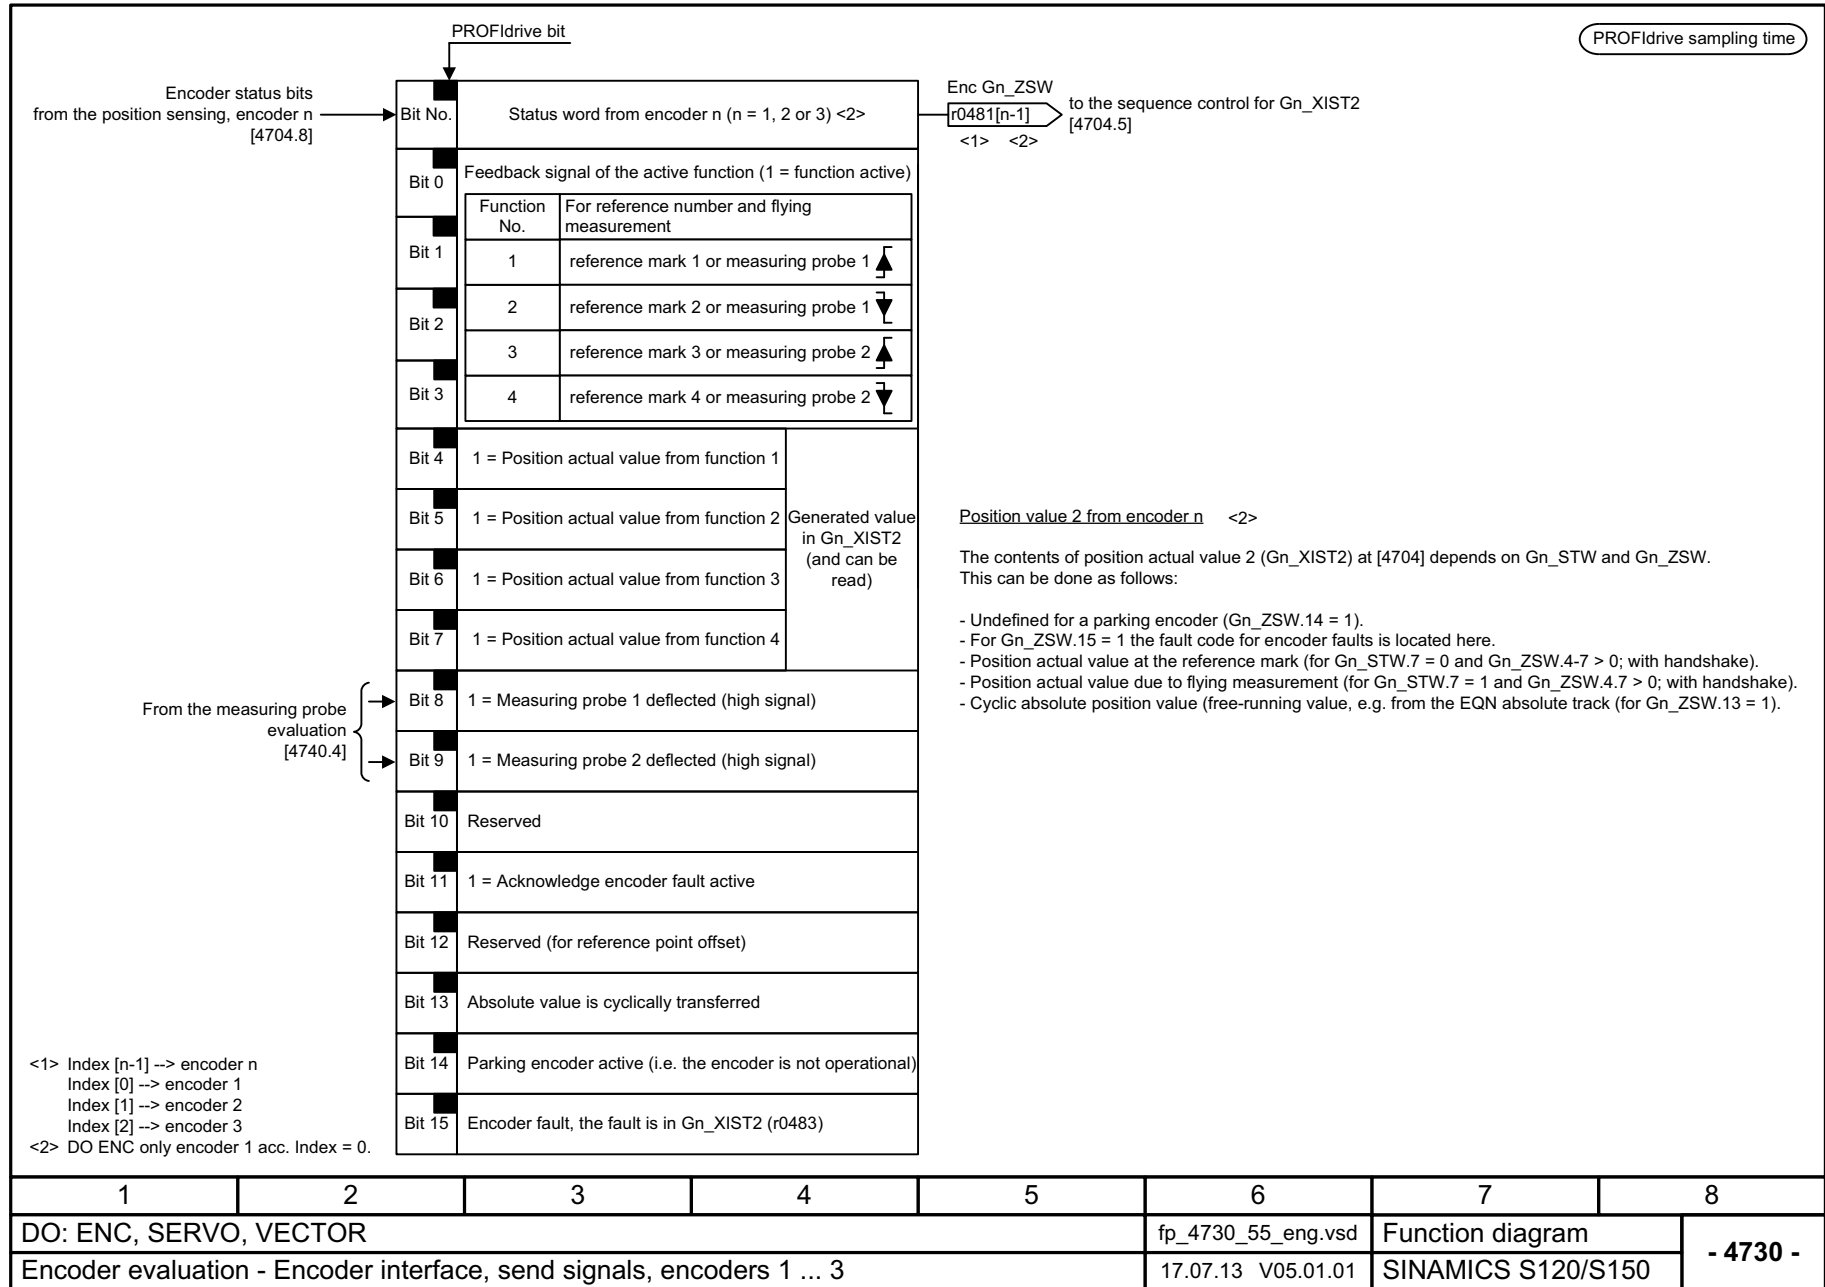 PROFIdrive bit
PROFIdrive sampling time
Encoder status bits
from the position sensing, encoder n
[4704.8]
Bit No.
Status word from encoder n (n = 1, 2 or 3) <2>
Enc Gn_ZSW
r0481[n-1]
<1> <2>
to the sequence control for Gn_XIST2
[4704.5]
Bit 0
Feedback signal of the active function (1 = function active)
Function
No.
For reference number and flying
measurement
Bit 1
1
reference mark 1 or measuring probe 1
Bit 2
2
reference mark 2 or measuring probe 1
3
reference mark 3 or measuring probe 2
Bit 3
4
reference mark 4 or measuring probe 2
Bit 4
1 = Position actual value from function 1
Bit 5
1 = Position actual value from function 2
Generated value
in Gn_XIST2
(and can be
read)
Bit 6
1 = Position actual value from function 3
Bit 7
1 = Position actual value from function 4
Position value 2 from encoder n <2>
The contents of position actual value 2 (Gn_XIST2) at [4704] depends on Gn_STW and Gn_ZSW.
This can be done as follows:
- Undefined for a parking encoder (Gn_ZSW.14 = 1).
- For Gn_ZSW.15 = 1 the fault code for encoder faults is located here.
- Position actual value at the reference mark (for Gn_STW.7 = 0 and Gn_ZSW.4-7 > 0; with handshake).
- Position actual value due to flying measurement (for Gn_STW.7 = 1 and Gn_ZSW.4.7 > 0; with handshake).
- Cyclic absolute position value (free-running value, e.g. from the EQN absolute track (for Gn_ZSW.13 = 1).
From the measuring probe
evaluation
[4740.4]
Bit 8
1 = Measuring probe 1 deflected (high signal)
Bit 9
1 = Measuring probe 2 deflected (high signal)
Bit 10
Reserved
Bit 11
1 = Acknowledge encoder fault active
Bit 12
Reserved (for reference point offset)
Bit 13
Absolute value is cyclically transferred
Bit 14
Parking encoder active (i.e. the encoder is not operational)
Bit 15
Encoder fault, the fault is in Gn_XIST2 (r0483)
<1> Index [n-1] --> encoder n
Index [0] --> encoder 1
Index [1] --> encoder 2
Index [2] --> encoder 3
<2> DO ENC only encoder 1 acc. Index = 0.
1 2 3 4 5 6 7 8
DO: ENC, SERVO, VECTOR
fp_4730_55_eng.vsd
Function diagram
- 4730 -
Encoder evaluation - Encoder interface, send signals, encoders 1 ... 3
17.07.13 V05.01.01
SINAMICS S120/S150